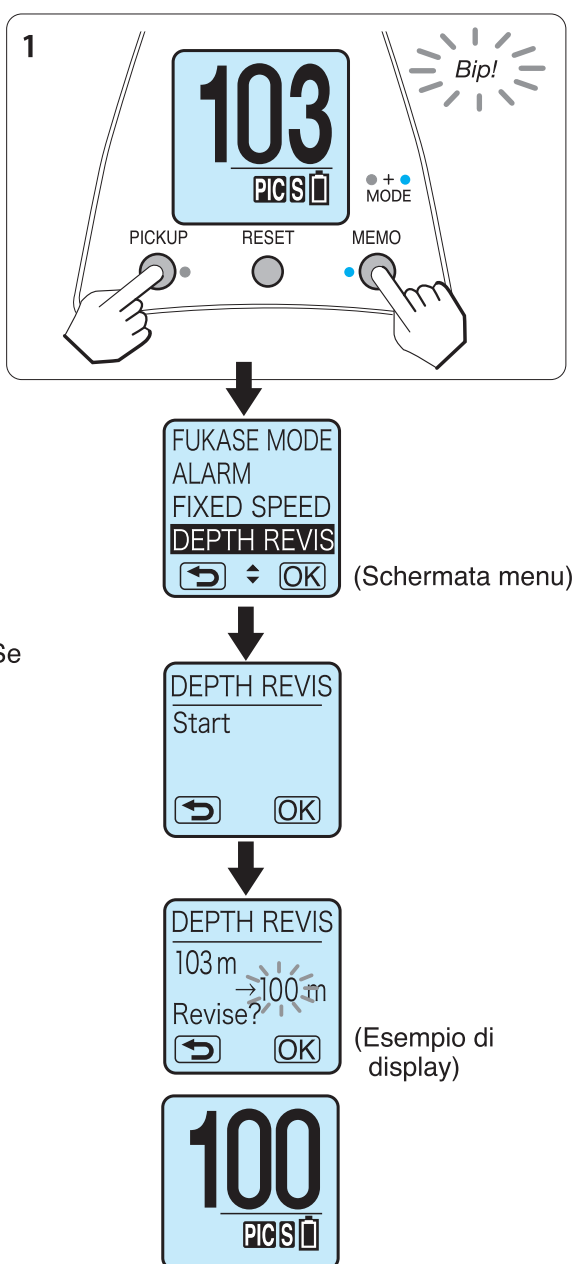 1
Bip!
103
PIC S
+
MODE
PICKUP RESET MEMO
FUKASE MODE
ALARM
FIXED SPEED
DEPTH REVIS
OK
(Schermata menu)
Se
DEPTH REVIS
Start
OK
DEPTH REVIS
103 m
→100 m
Revise?
OK
(Esempio di
display)
100
PIC S